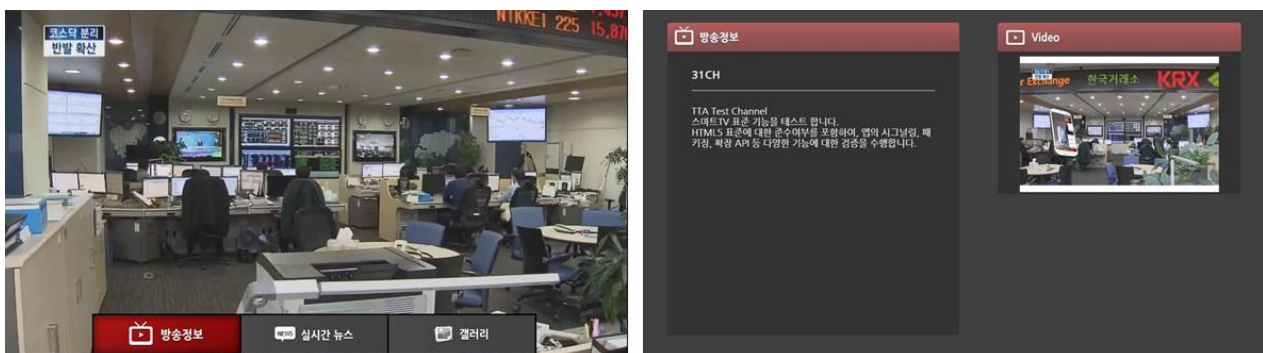 코스닥 분리
반발 확산
NIKKEI 225 15,87
방송정보
NEWS 실시간 뉴스
갤러리
방송정보
31CH
TTA Test Channel
스마트TV 표준 기능을 테스트 합니다.
HTML5 표준에 대한 준수여부를 포함하여, 앱의 시그널링, 패
키징, 확장 API 등 다양한 기능에 대한 검증을 수행합니다.
Video
r Exchange 한국거래소 KRX